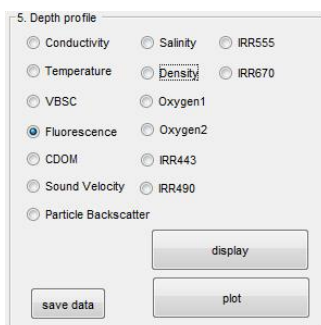 5. Depth profile
Conductivity Salinity IRR555
Temperature Density IRR670
VBSC Oxygen1
Fluorescence Oxygen2
CDOM IRR443
Sound Velocity IRR490
Particle Backscatter
display
save data plot